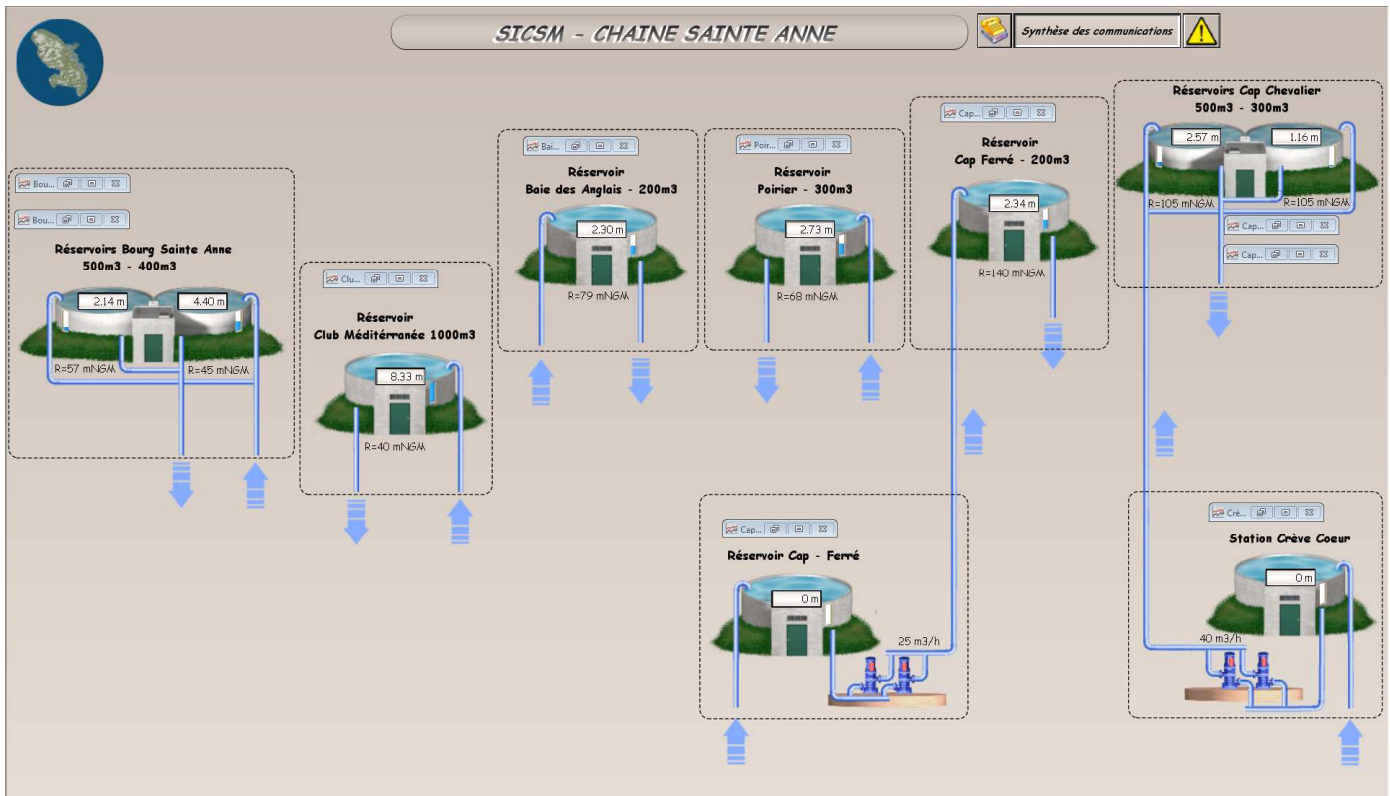 SICSM - CHAINE SAINTE ANNE
Synthèse des communications
Bou...
Bou...
Réservoirs Bourg Sainte Anne
500m3 - 400m3
2.14 m
4.40 m
R=57 mNGM
R=45 mNGM
Clu...
Réservoir
Club Méditérranée 1000m3
8.33 m
R=40 mNGM
Bai...
Réservoir
Baie des Anglais - 200m3
2.30 m
R=79 mNGM
Poir...
Réservoir
Poirier - 300m3
2.73 m
R=68 mNGM
Cap...
Réservoir
Cap Ferré - 200m3
2.34 m
R=140 mNGM
Réservoirs Cap Chevalier
500m3 - 300m3
2.57 m
1.16 m
R=105 mNGM
R=105 mNGM
Cap...
Cap...
Cap...
Réservoir Cap - Ferré
0 m
25 m3/h
Cré...
Station Crève Coeur
0 m
40 m3/h